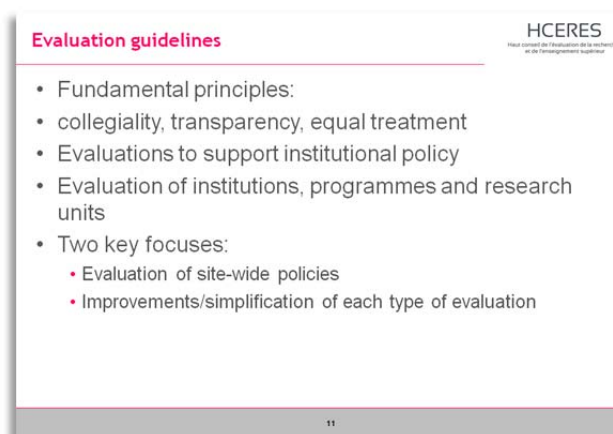 Evaluation guidelines
HCERES
Haut conseil de l'évaluation de la recherche
et de l'enseignement supérieur
• Fundamental principles:
• collegiality, transparency, equal treatment
• Evaluations to support institutional policy
• Evaluation of institutions, programmes and research
units
• Two key focuses:
• Evaluation of site-wide policies
• Improvements/simplification of each type of evaluation
11